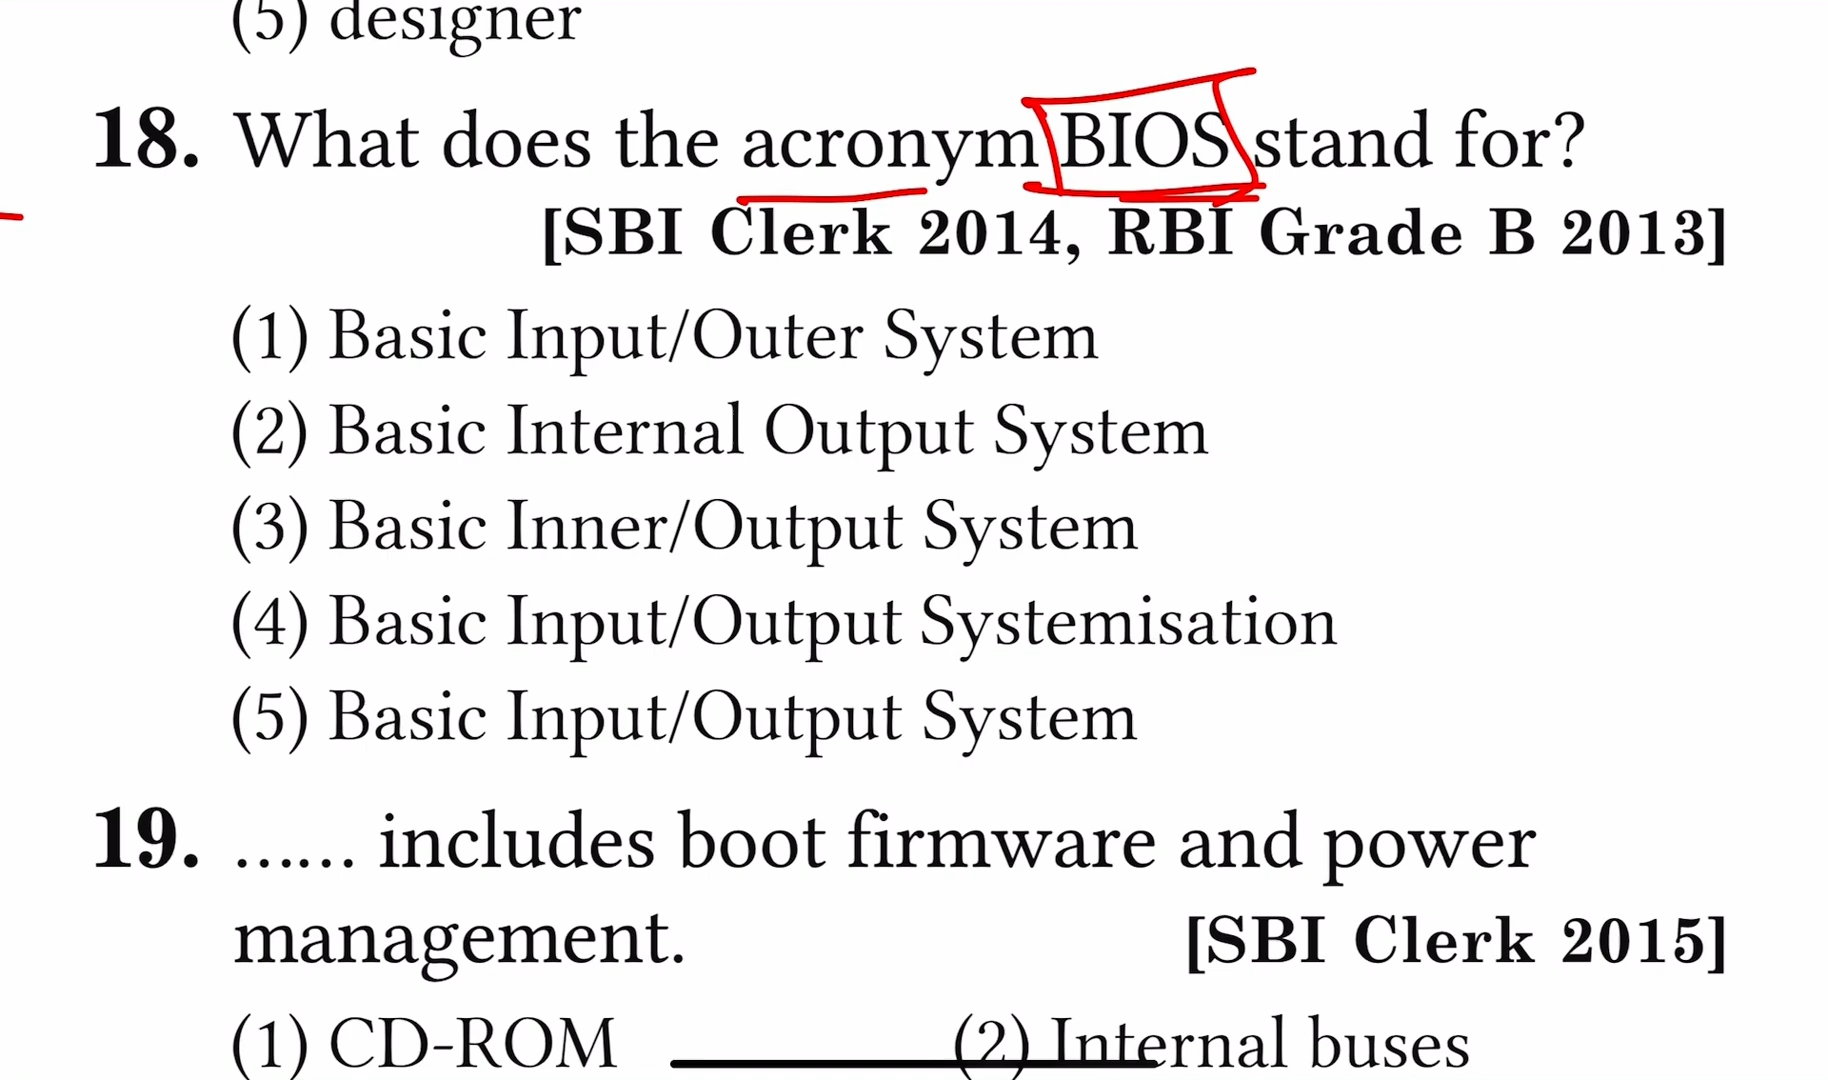 (5) designer
18. What does the acronym BIOS stand for?
[SBI Clerk 2014, RBI Grade B 2013]
(1) Basic Input/Outer System
(2) Basic Internal Output System
(3) Basic Inner/Output System
(4) Basic Input/Output Systemisation
(5) Basic Input/Output System
19. ...... includes boot firmware and power
management. [SBI Clerk 2015]
(1) CD-ROM (2) Internal buses